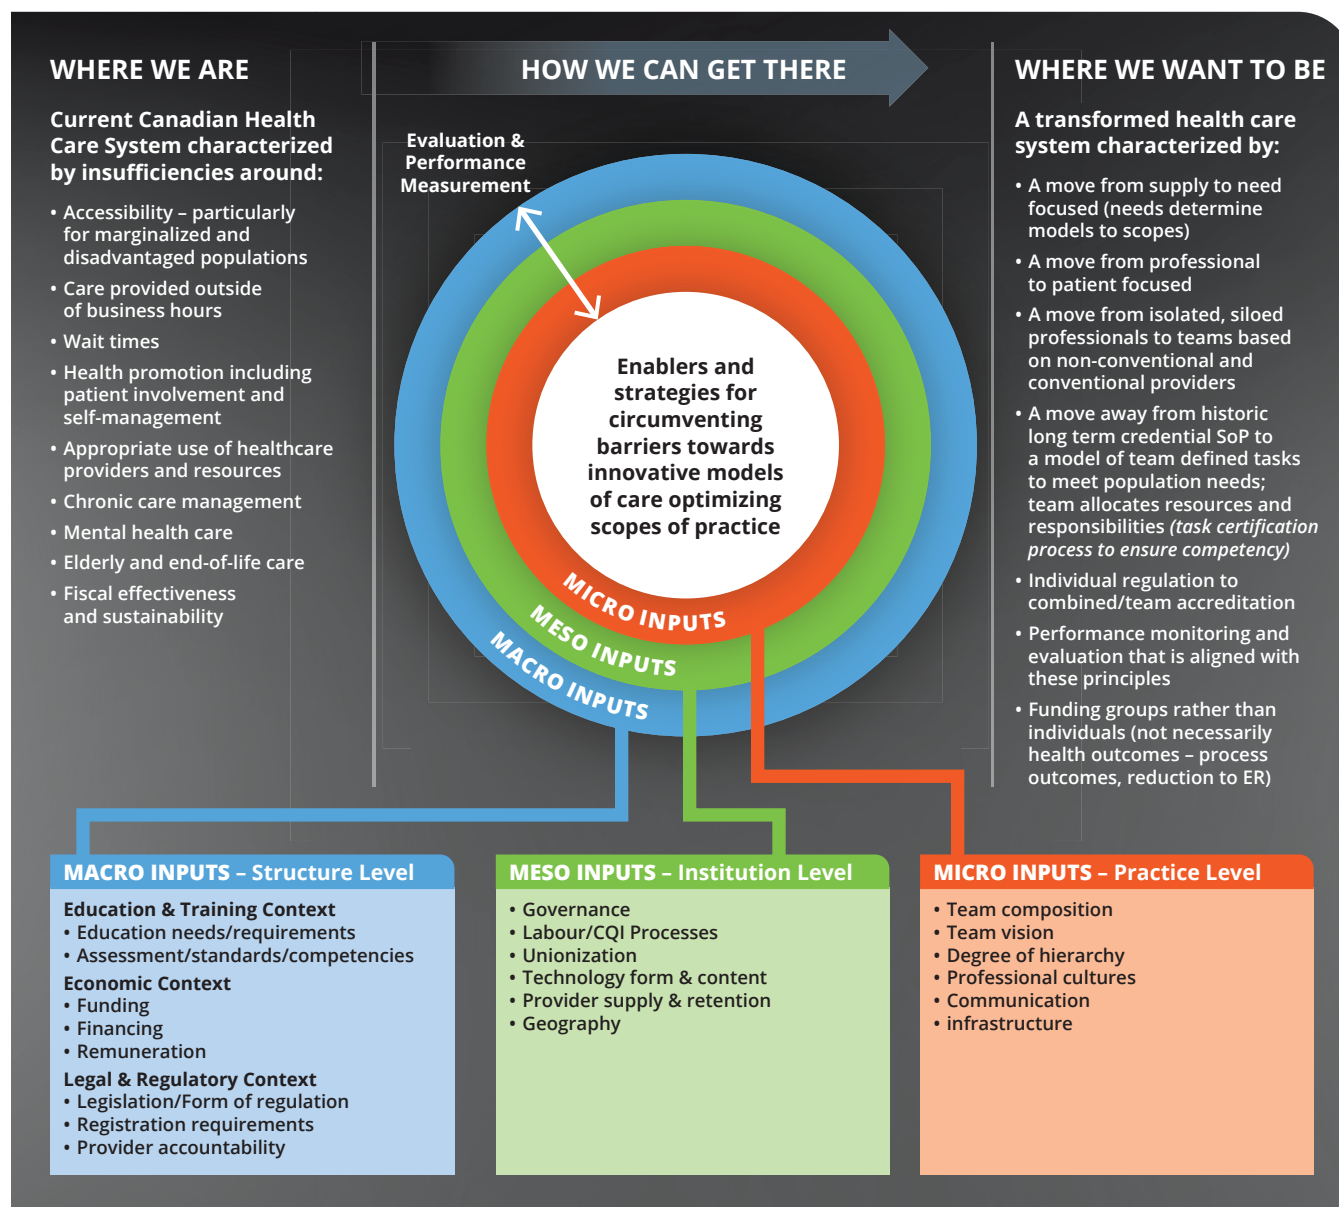 WHERE WE ARE
Current Canadian Health
Care System characterized
by insufficiencies around:
• Accessibility – particularly
for marginalized and
disadvantaged populations
• Care provided outside
of business hours
• Wait times
• Health promotion including
patient involvement and
self-management
• Appropriate use of healthcare
providers and resources
• Chronic care management
• Mental health care
• Elderly and end-of-life care
• Fiscal effectiveness
and sustainability
HOW WE CAN GET THERE
Evaluation &
Performance
Measurement
Enablers and
strategies for
circumventing
barriers towards
innovative models
of care optimizing
scopes of practice
MICRO INPUTS
MESO INPUTS
MACRO INPUTS
WHERE WE WANT TO BE
A transformed health care
system characterized by:
• A move from supply to need
focused (needs determine
models to scopes)
• A move from professional
to patient focused
• A move from isolated, siloed
professionals to teams based
on non-conventional and
conventional providers
• A move away from historic
long term credential SoP to
a model of team defined tasks
to meet population needs;
team allocates resources and
responsibilities (task certification
process to ensure competency)
• Individual regulation to
combined/team accreditation
• Performance monitoring and
evaluation that is aligned with
these principles
• Funding groups rather than
individuals (not necessarily
health outcomes – process
outcomes, reduction to ER)
MACRO INPUTS – Structure Level
Education & Training Context
• Education needs/requirements
• Assessment/standards/competencies
Economic Context
• Funding
• Financing
• Remuneration
Legal & Regulatory Context
• Legislation/Form of regulation
• Registration requirements
• Provider accountability
MESO INPUTS – Institution Level
• Governance
• Labour/CQI Processes
• Unionization
• Technology form & content
• Provider supply & retention
• Geography
MICRO INPUTS – Practice Level
• Team composition
• Team vision
• Degree of hierarchy
• Professional cultures
• Communication
• infrastructure